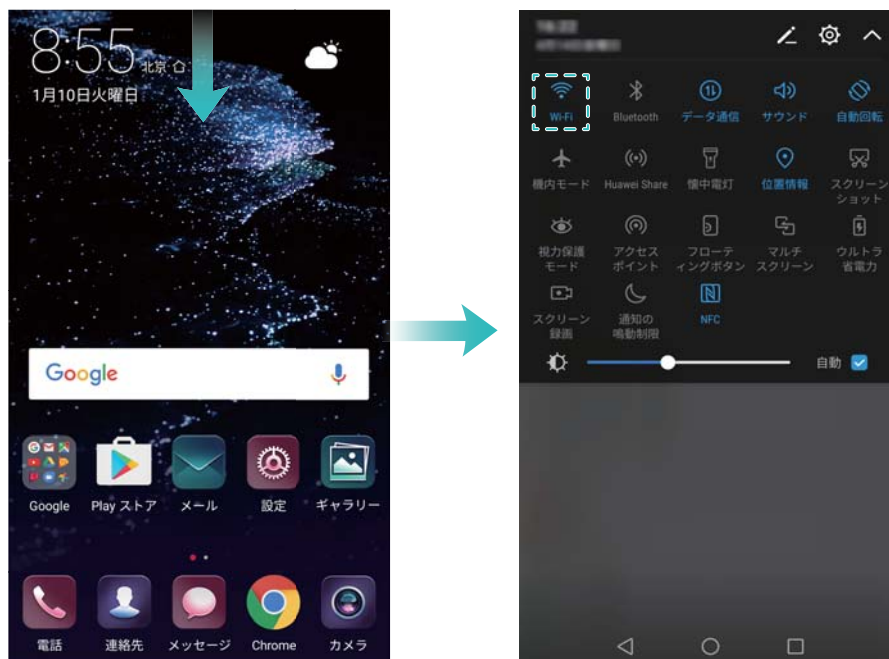 8:55 北京
1月10日火曜日
Google
Google
Play ストア
メール
設定
ギャラリー
電話
連絡先
メッセージ
Chrome
カメラ
Wi-Fi
Bluetooth
データ通信
サウンド
自動回転
機内モード
Huawei Share
懐中電灯
位置情報
スクリーン
ショット
視力保護
モード
アクセス
ポイント
フローテ
ィングボタン
マルチ
スクリーン
ウルトラ
省電力
スクリーン
録画
通知の
鳴動制限
NFC
自動